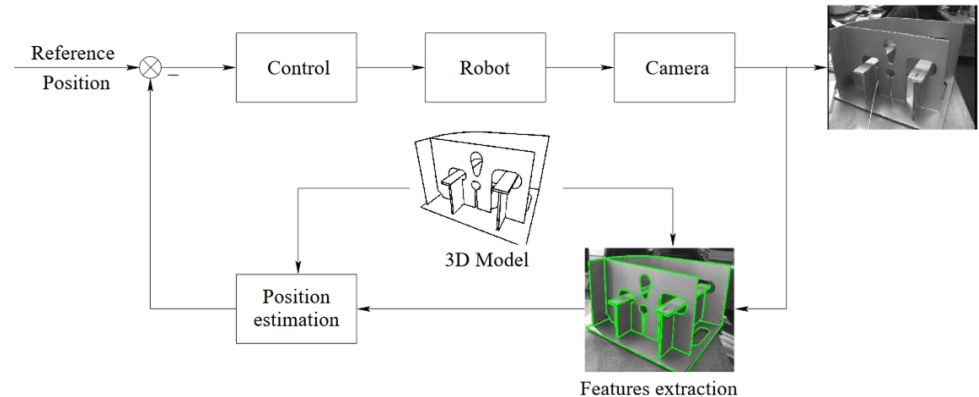 Reference
Position
−
Control
Robot
Camera
3D Model
Position
estimation
Features extraction